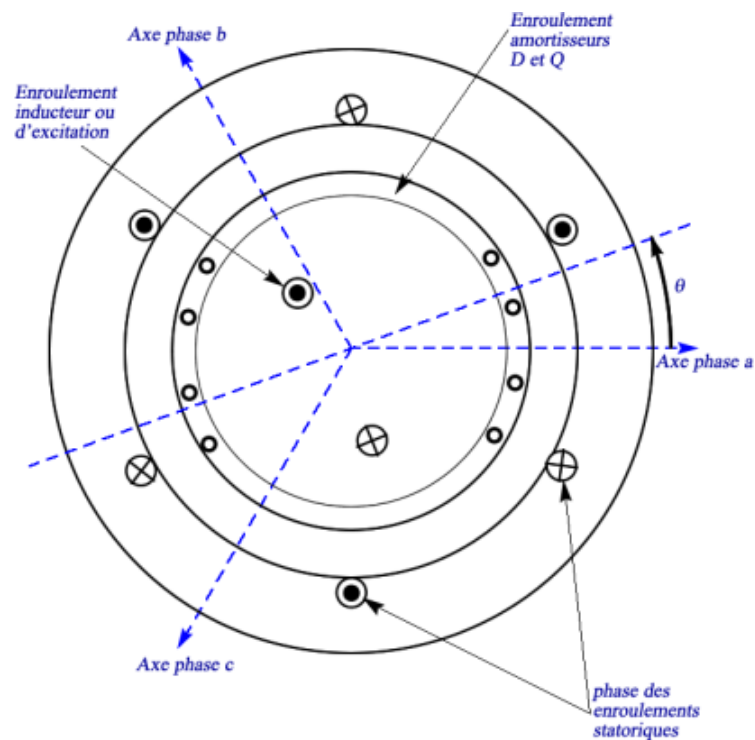 Axe phase b
Enroulement
amortisseurs
D et Q
Enroulement
inducteur ou
d'excitation
θ
Axe phase a
Axe phase c
phase des
enroulements
statoriques